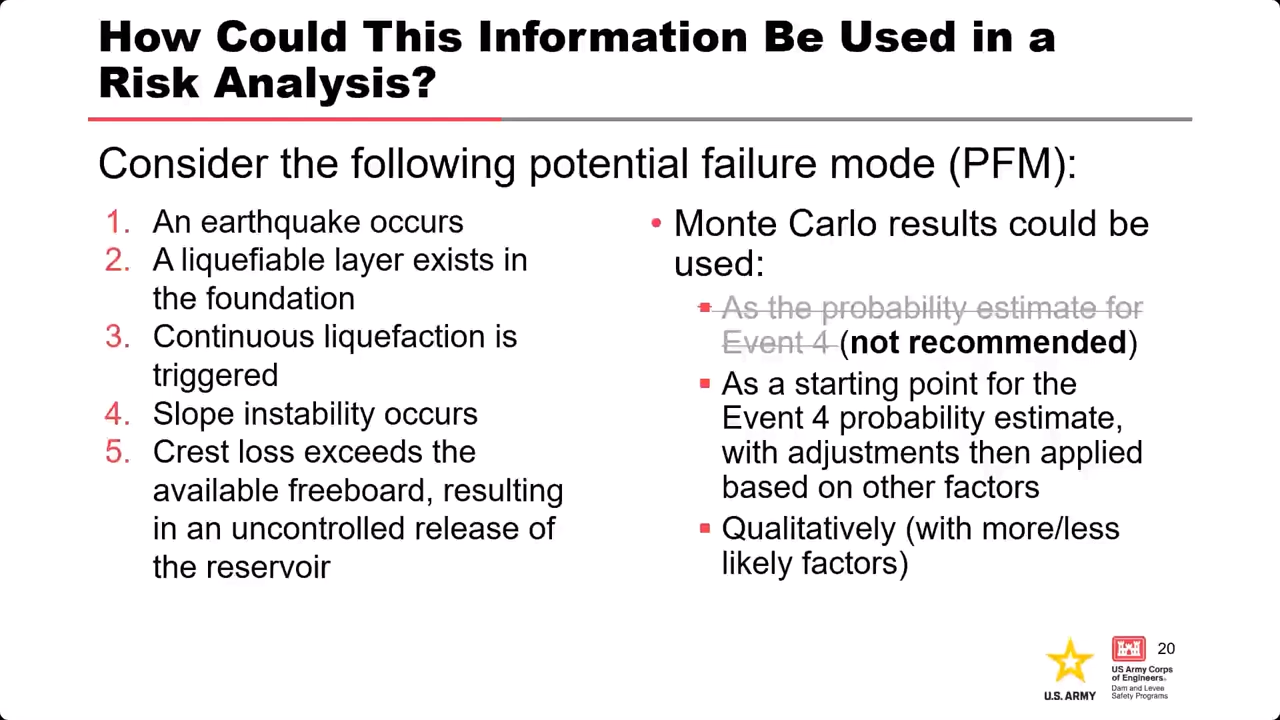 How Could This Information Be Used in a
Risk Analysis?
Consider the following potential failure mode (PFM):
1. An earthquake occurs
2. A liquefiable layer exists in
the foundation
3. Continuous liquefaction is
triggered
4. Slope instability occurs
5. Crest loss exceeds the
available freeboard, resulting
in an uncontrolled release of
the reservoir
• Monte Carlo results could be
used:
▪ As the probability estimate for
Event 4 (not recommended)
▪ As a starting point for the
Event 4 probability estimate,
with adjustments then applied
based on other factors
▪ Qualitatively (with more/less
likely factors)
U.S. ARMY
US Army Corps
of Engineers®
Dam and Levee
Safety Programs
20